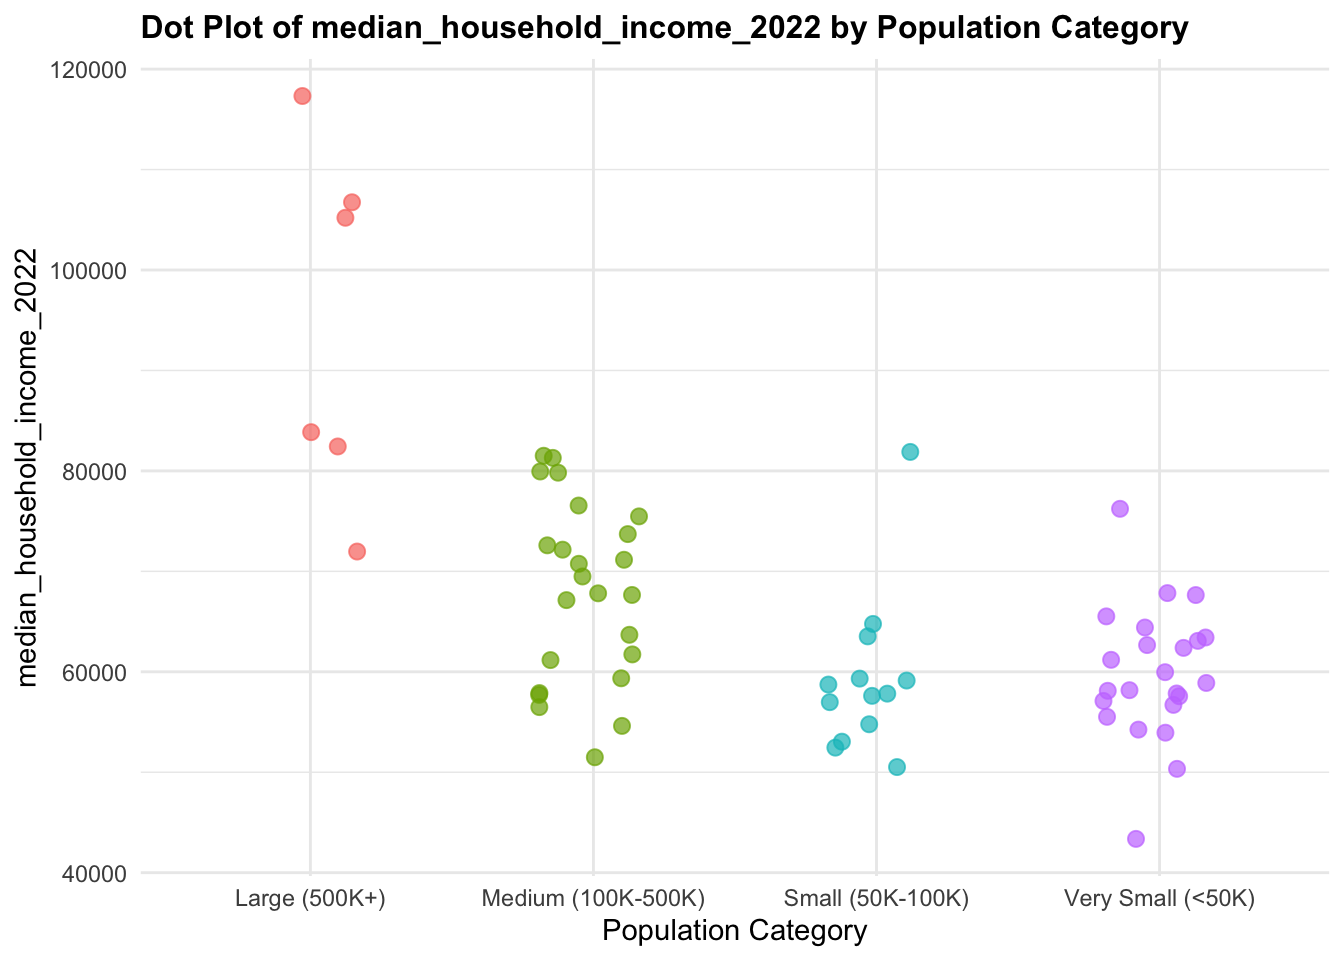 Dot Plot of median_household_income_2022 by Population Category
median_household_income_2022
120000
100000
80000
60000
40000
Large (500K+)
Medium (100K-500K)
Small (50K-100K)
Very Small (<50K)
Population Category